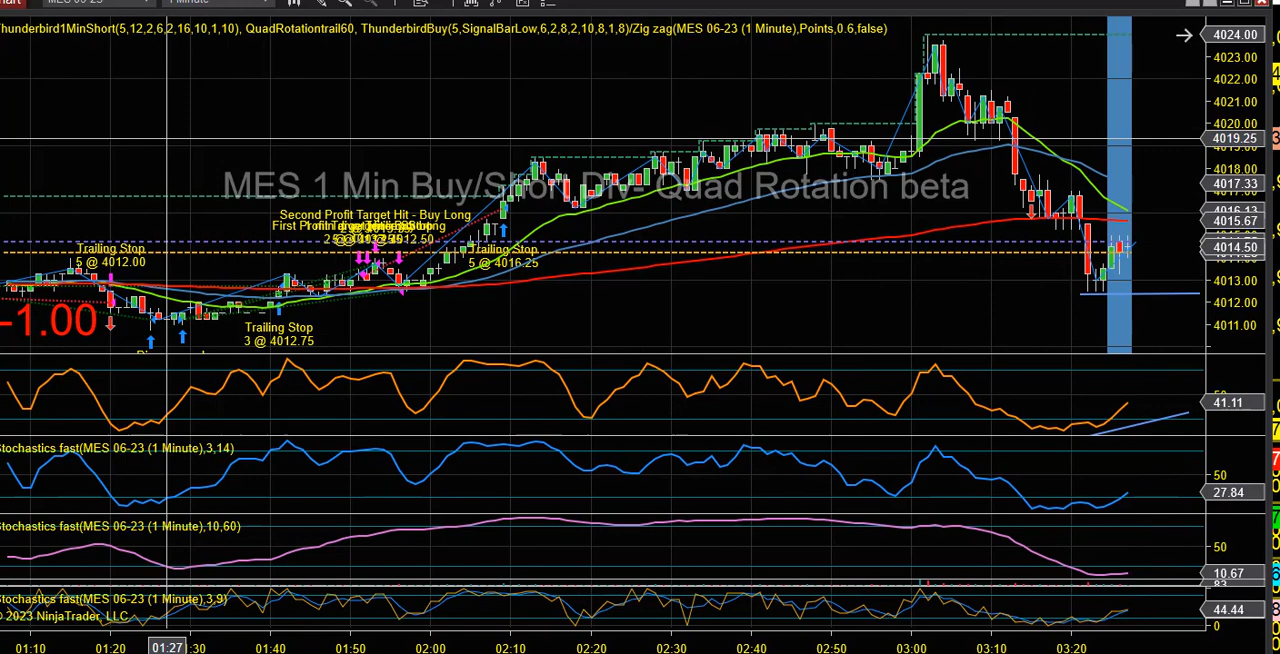 MES 06-23
1 Minute
Thunderbird1MinShort(5,12,2,6,2,16,10,1,10), QuadRotationtrail60, ThunderbirdBuy(5,SignalBarLow,6,2,8,2,10,8,1,8)/Zig zag(MES 06-23 (1 Minute),Points,0.6,false)
4024.00
4023.00
4022.00
4021.00
4020.00
4019.25
4018.00
MES 1 Min Buy/Short Div- Quad Rotation beta
4017.33
Second Profit Target Hit - Buy Long
4015.67
Trailing Stop
5 @ 4012.00
Trailing Stop
5 @ 4016.25
4014.50
4013.00
4012.00
-1.00
Trailing Stop
3 @ 4012.75
4011.00
41.11
Stochastics fast(MES 06-23 (1 Minute),3,14)
50
27.84
Stochastics fast(MES 06-23 (1 Minute),10,60)
50
10.67
Stochastics fast(MES 06-23 (1 Minute),3,9)
44.44
© 2023 NinjaTrader, LLC
0
01:10 01:20 01:27 :30 01:40 01:50 02:00 02:10 02:20 02:30 02:40 02:50 03:00 03:10 03:20